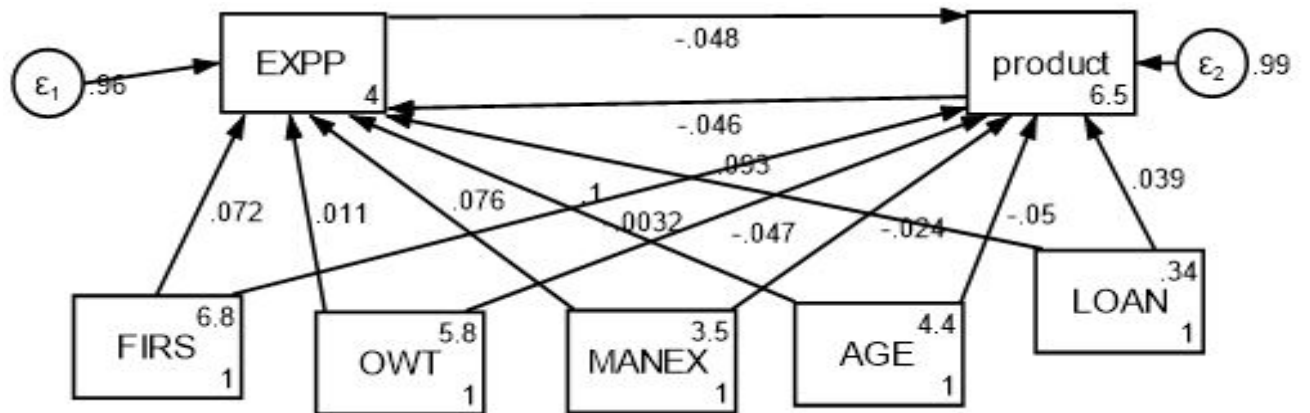 EXPP
4
product
6.5
ε1
.96
ε2
.99
-.048
-.046
.093
.039
.072
.011
.076
.1
-.0032
-.047
-.024
-.05
FIRS
6.8
1
OWT
5.8
1
MANEX
3.5
1
AGE
4.4
1
LOAN
.34
1